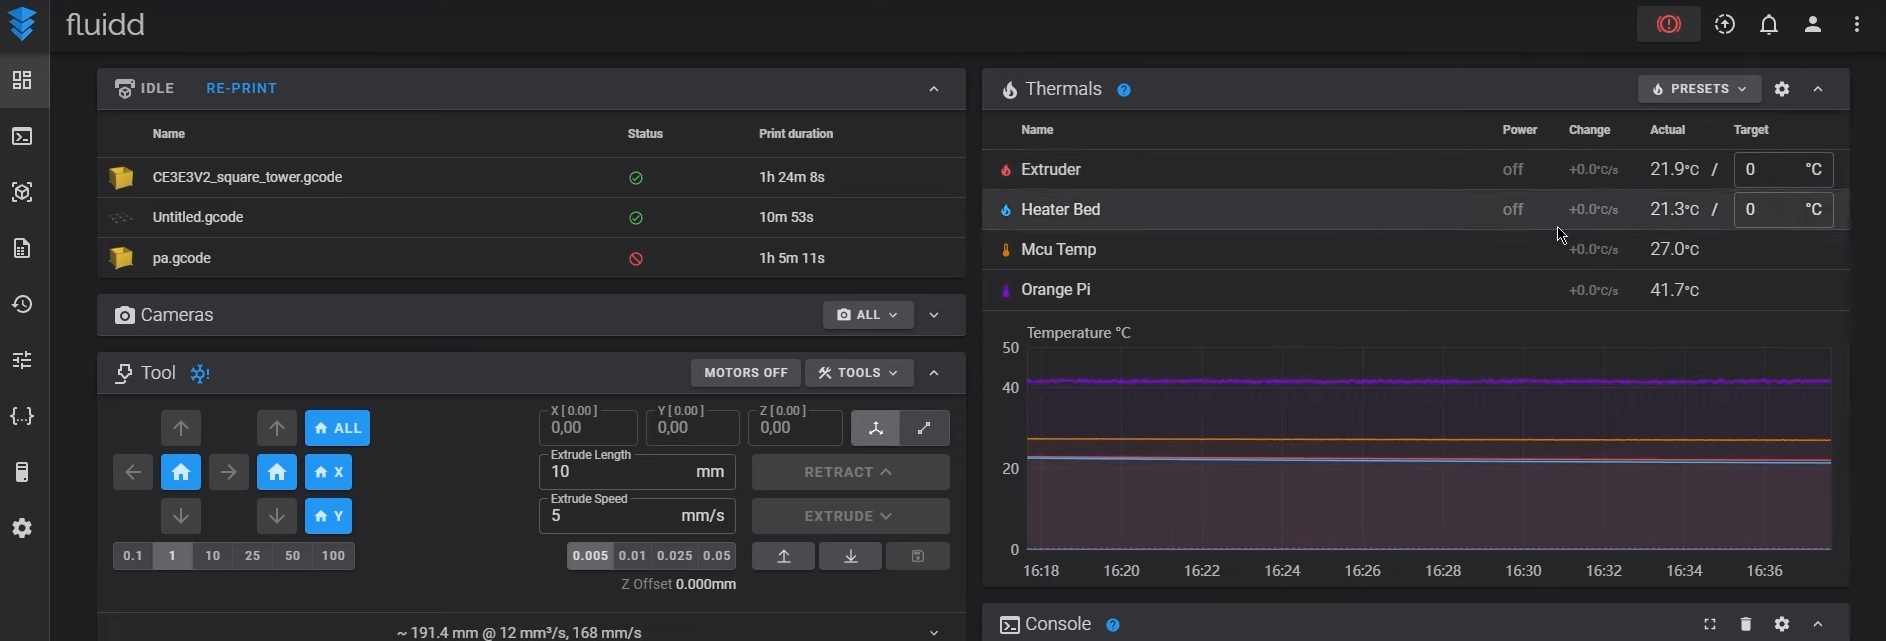 fluidd
IDLE RE-PRINT
Name Status Print duration
CE3E3V2_square_tower.gcode 1h 24m 8s
Untitled.gcode 10m 53s
pa.gcode 1h 5m 11s
Cameras ALL
Tool MOTORS OFF TOOLS
ALL
X
Y
0.1 1 10 25 50 100
X [ 0.00 ] Y [ 0.00 ] Z [ 0.00 ]
0,00 0,00 0,00
Extrude Length
10 mm RETRACT
Extrude Speed
5 mm/s EXTRUDE
0.005 0.01 0.025 0.05
Z Offset 0.000mm
~ 191.4 mm @ 12 mm³/s, 168 mm/s
Thermals ? PRESETS
Name Power Change Actual Target
Extruder off +0.0°C/s 21.9°C / 0 °C
Heater Bed off +0.0°C/s 21.3°C / 0 °C
Mcu Temp +0.0°C/s 27.0°C
Orange Pi +0.0°C/s 41.7°C
Temperature °C
50
40
20
0
16:18 16:20 16:22 16:24 16:26 16:28 16:30 16:32 16:34 16:36
Console ?